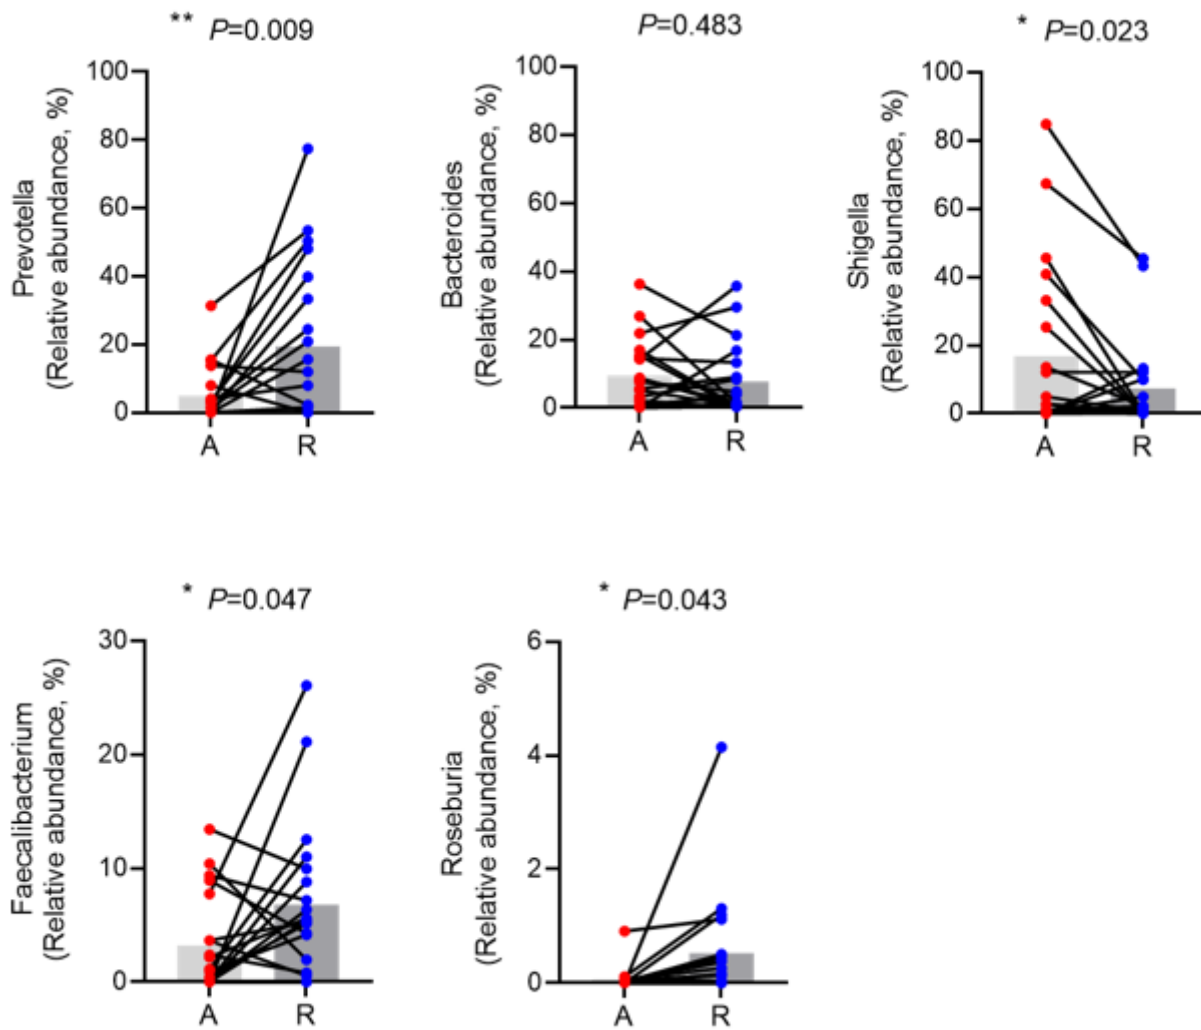 ** P=0.009
Prevotella
(Relative abundance, %)
100
80
60
40
20
0
A
R
P=0.483
Bacteroides
(Relative abundance, %)
100
80
60
40
20
0
A
R
* P=0.023
Shigella
(Relative abundance, %)
100
80
60
40
20
0
A
R
* P=0.047
Faecalibacterium
(Relative abundance, %)
30
20
10
0
A
R
* P=0.043
Roseburia
(Relative abundance, %)
6
4
2
0
A
R